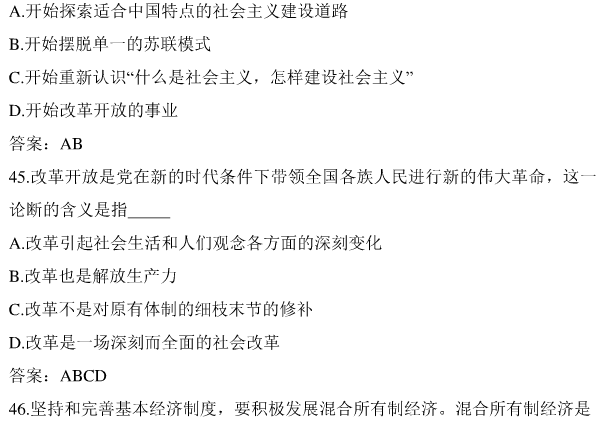 A.开始探索适合中国特点的社会主义建设道路
B.开始摆脱单一的苏联模式
C.开始重新认识“什么是社会主义，怎样建设社会主义”
D.开始改革开放的事业
答案：AB
45.改革开放是党在新的时代条件下带领全国各族人民进行新的伟大革命，这一
论断的含义是指_____
A.改革引起社会生活和人们观念各方面的深刻变化
B.改革也是解放生产力
C.改革不是对原有体制的细枝末节的修补
D.改革是一场深刻而全面的社会改革
答案：ABCD
46.坚持和完善基本经济制度，要积极发展混合所有制经济。混合所有制经济是